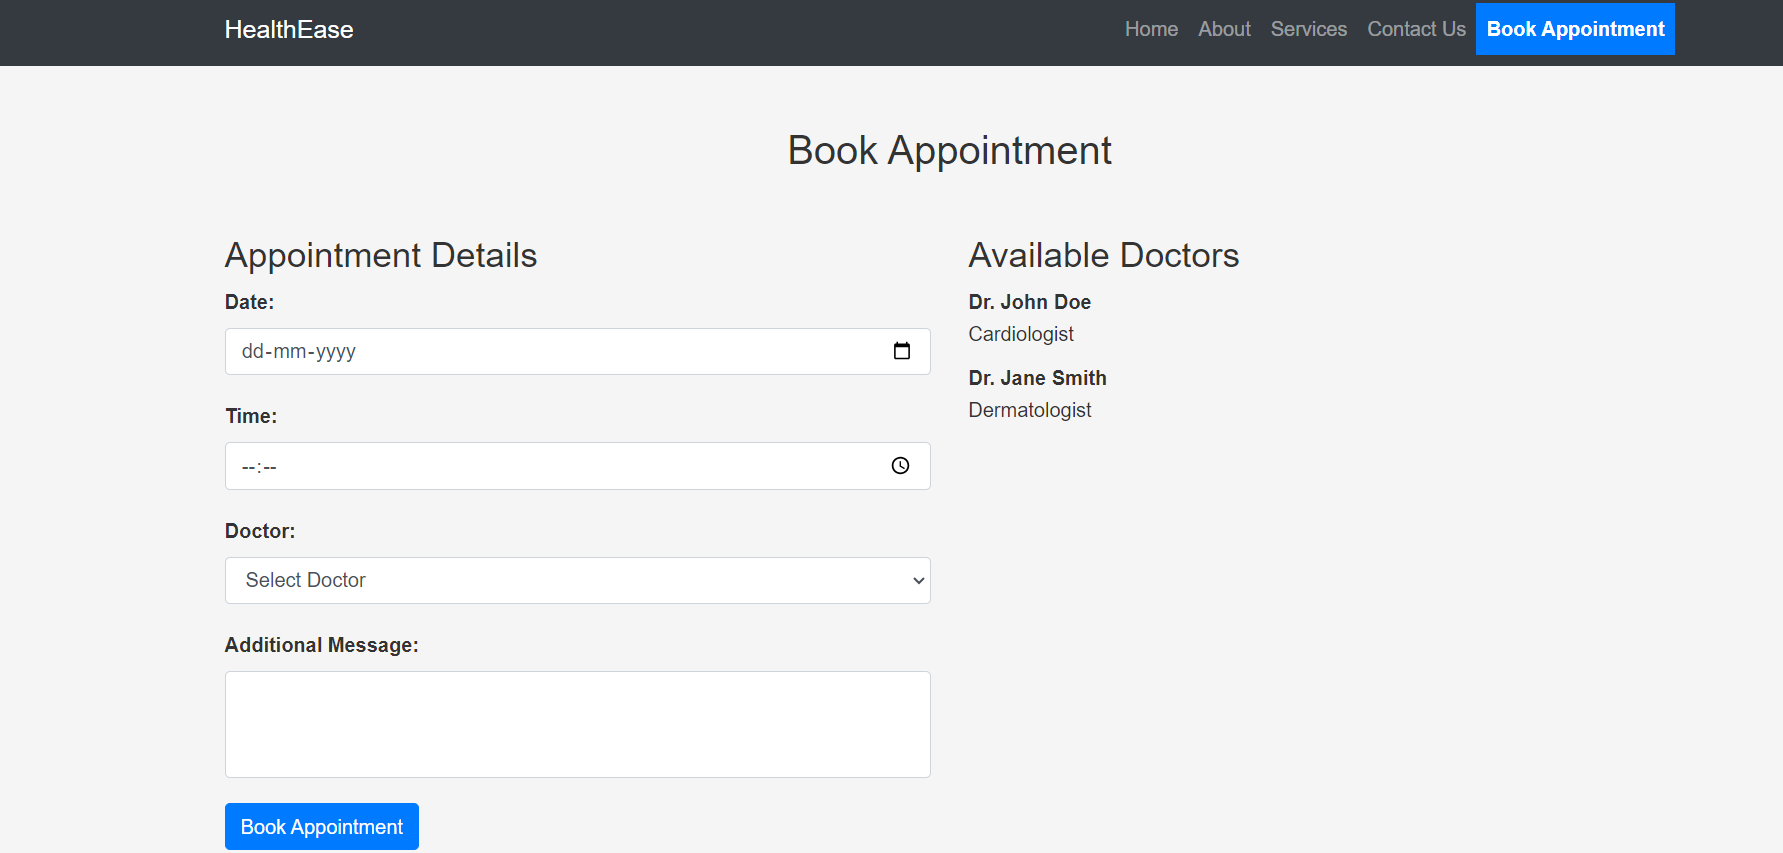 HealthEase
Home About Services Contact Us Book Appointment
Book Appointment
Appointment Details
Date:
dd-mm-yyyy
Time:
--:--
Doctor:
Select Doctor
Additional Message:
Book Appointment
Available Doctors
Dr. John Doe
Cardiologist
Dr. Jane Smith
Dermatologist